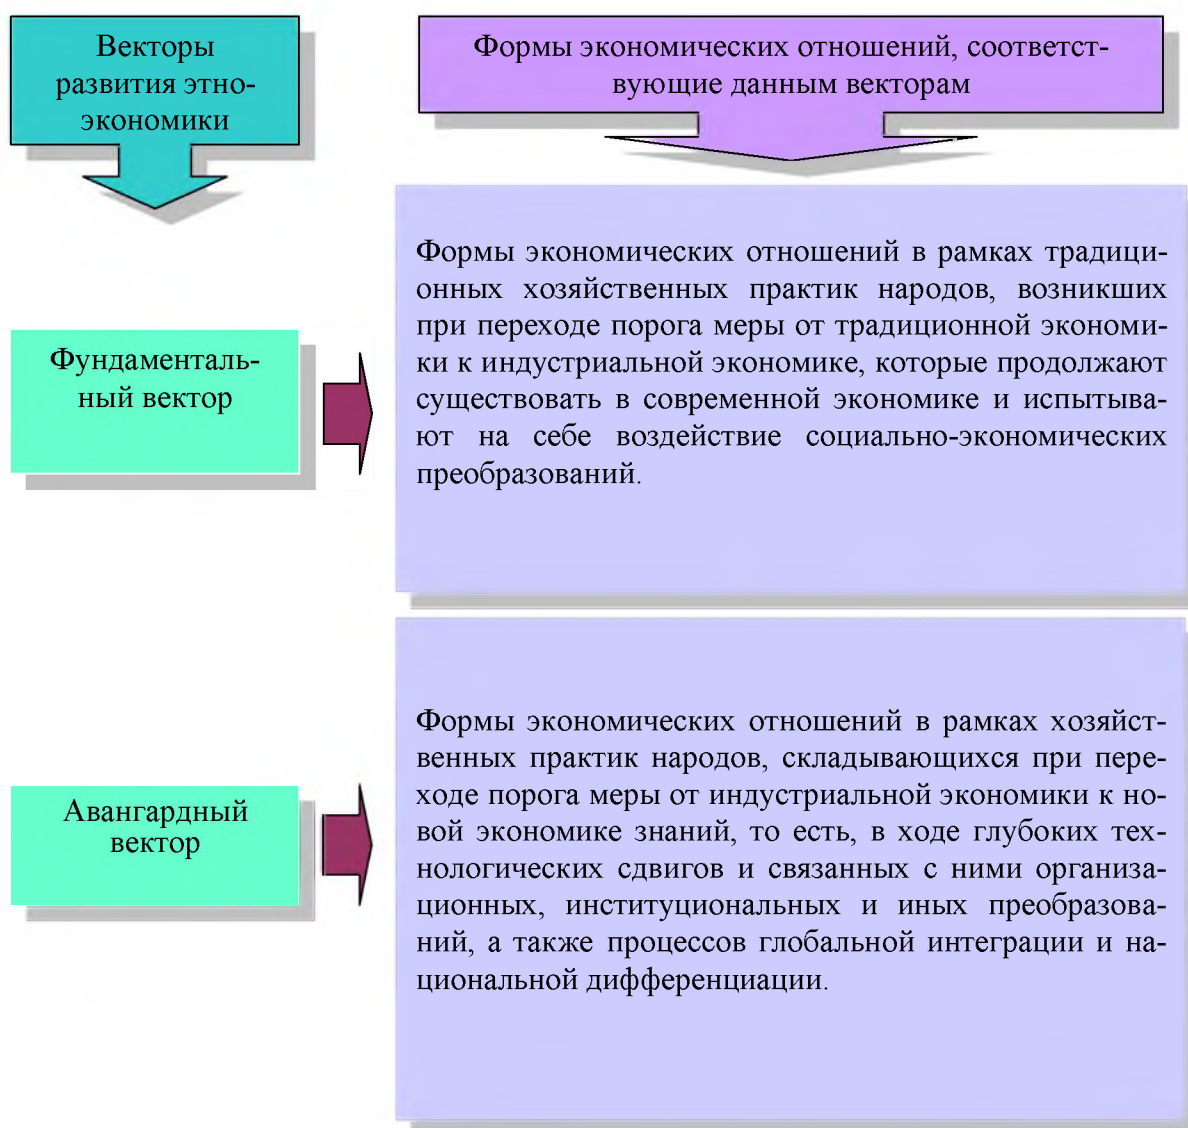 Векторы
развития этно-
экономики
Формы экономических отношений, соответст-
вующие данным векторам
Фундаменталь-
ный вектор
Формы экономических отношений в рамках традици-
онных хозяйственных практик народов, возникших
при переходе порога меры от традиционной экономи-
ки к индустриальной экономике, которые продолжают
существовать в современной экономике и испытыва-
ют на себе воздействие социально-экономических
преобразований.
Авангардный
вектор
Формы экономических отношений в рамках хозяйст-
венных практик народов, складывающихся при пере-
ходе порога меры от индустриальной экономики к но-
вой экономике знаний, то есть, в ходе глубоких тех-
нологических сдвигов и связанных с ними организа-
ционных, институциональных и иных преобразова-
ний, а также процессов глобальной интеграции и на-
циональной дифференциации.